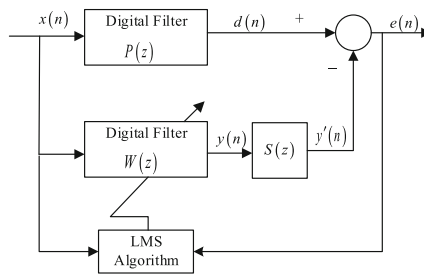 x(n)
Digital Filter
P(z)
d(n)
+
e(n)
−
Digital Filter
W(z)
y(n)
S(z)
y′(n)
LMS
Algorithm